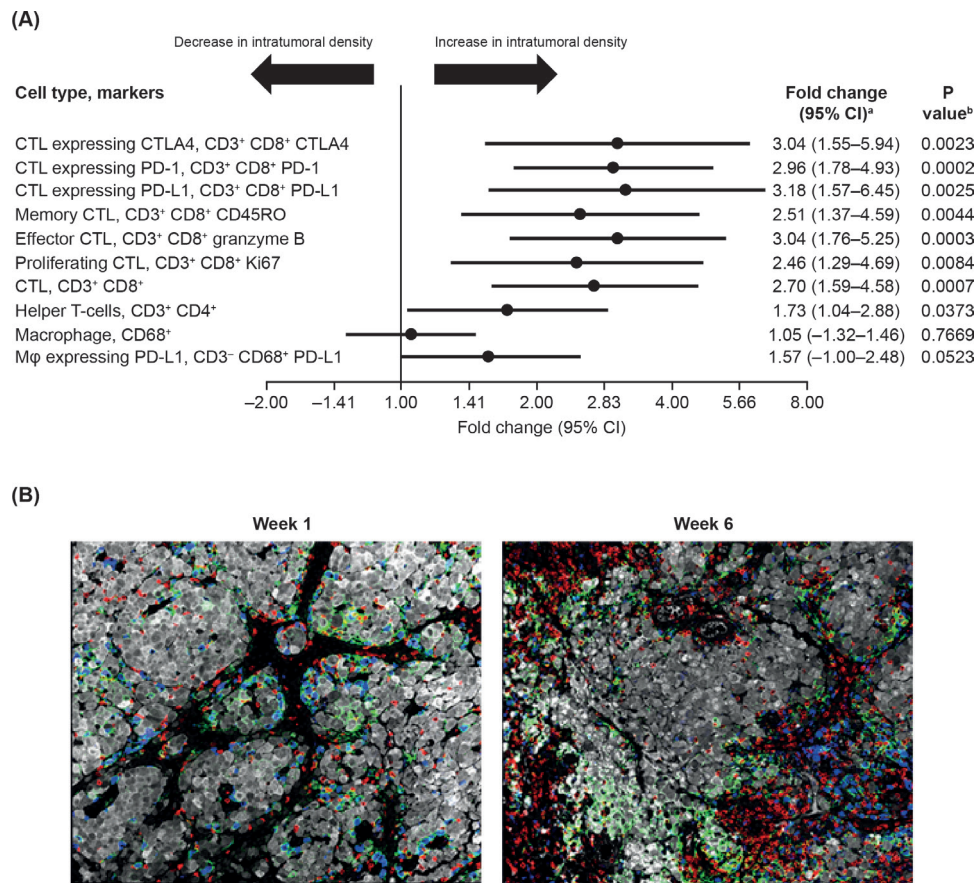 (A)
Decrease in intratumoral density Increase in intratumoral density
Cell type, markers Fold change (95% CI)ᵃ P valueᵇ
CTL expressing CTLA4, CD3⁺ CD8⁺ CTLA4 3.04 (1.55–5.94) 0.0023
CTL expressing PD-1, CD3⁺ CD8⁺ PD-1 2.96 (1.78–4.93) 0.0002
CTL expressing PD-L1, CD3⁺ CD8⁺ PD-L1 3.18 (1.57–6.45) 0.0025
Memory CTL, CD3⁺ CD8⁺ CD45RO 2.51 (1.37–4.59) 0.0044
Effector CTL, CD3⁺ CD8⁺ granzyme B 3.04 (1.76–5.25) 0.0003
Proliferating CTL, CD3⁺ CD8⁺ Ki67 2.46 (1.29–4.69) 0.0084
CTL, CD3⁺ CD8⁺ 2.70 (1.59–4.58) 0.0007
Helper T-cells, CD3⁺ CD4⁺ 1.73 (1.04–2.88) 0.0373
Macrophage, CD68⁺ 1.05 (–1.32–1.46) 0.7669
Mφ expressing PD-L1, CD3⁻ CD68⁺ PD-L1 1.57 (–1.00–2.48) 0.0523
–2.00 –1.41 1.00 1.41 2.00 2.83 4.00 5.66 8.00
Fold change (95% CI)
(B)
Week 1 Week 6